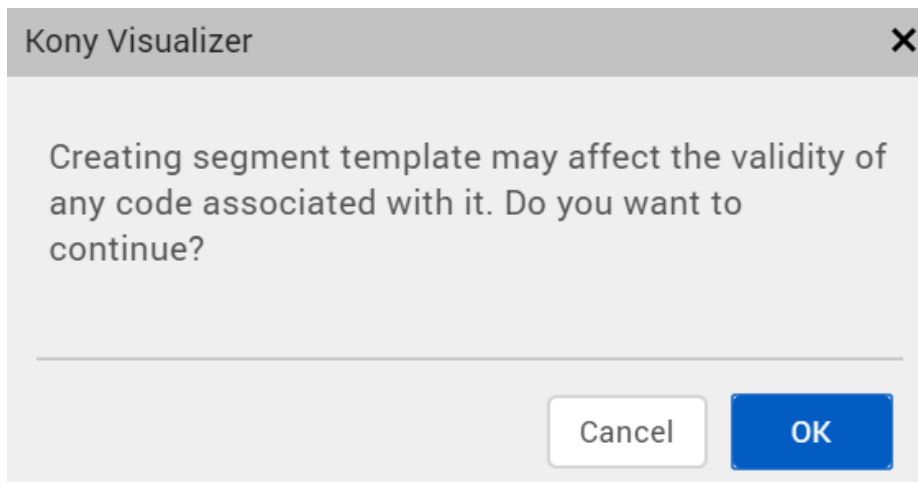 Kony Visualizer
Creating segment template may affect the validity of
any code associated with it. Do you want to
continue?
Cancel
OK